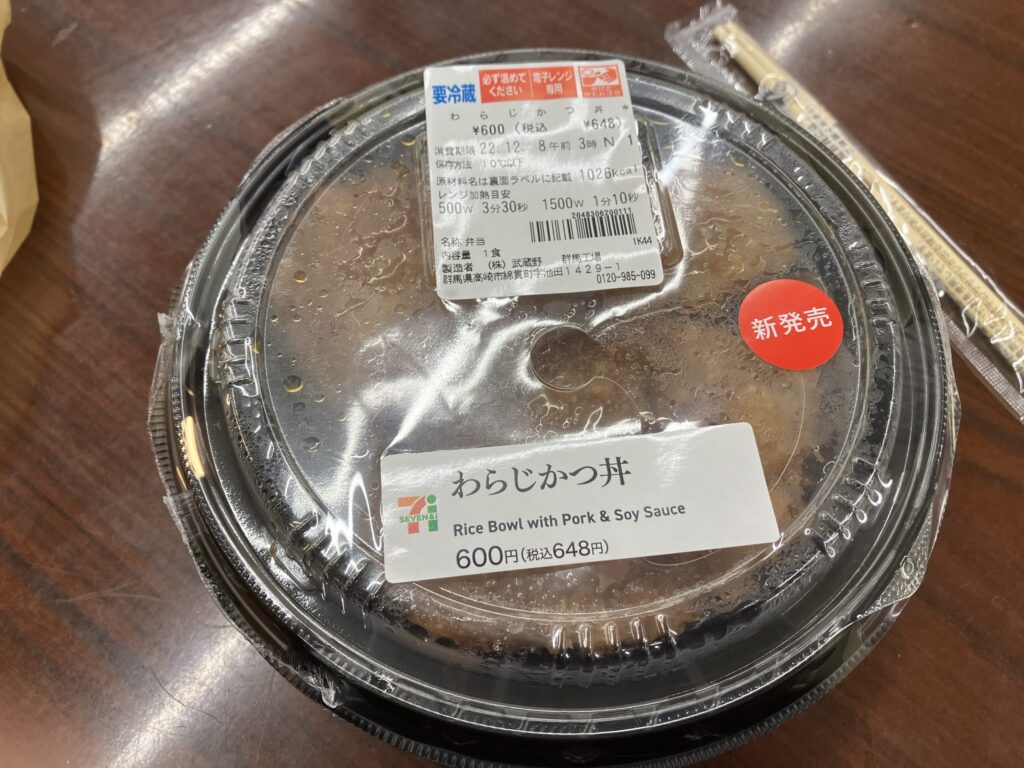 要冷蔵 必ず温めて 電子レンジ
ください 専用
わらじかつ丼
¥600 (税込 ¥648)
消費期限 22.12. 8午前 3時 N 1
保存方法 10℃以下
原材料名は裏面ラベルに記載 1026kcal
レンジ加熱目安
500W 3分30秒 1500W 1分10秒
2048306200111
IK44
名称 弁当
内容量 1食
製造者 (株)武蔵野 群馬工場
群馬県高崎市綿貫町字池田1429-1
0120-985-099
新発売
わらじかつ丼
SEVEN&i
Rice Bowl with Pork & Soy Sauce
600円(税込648円)